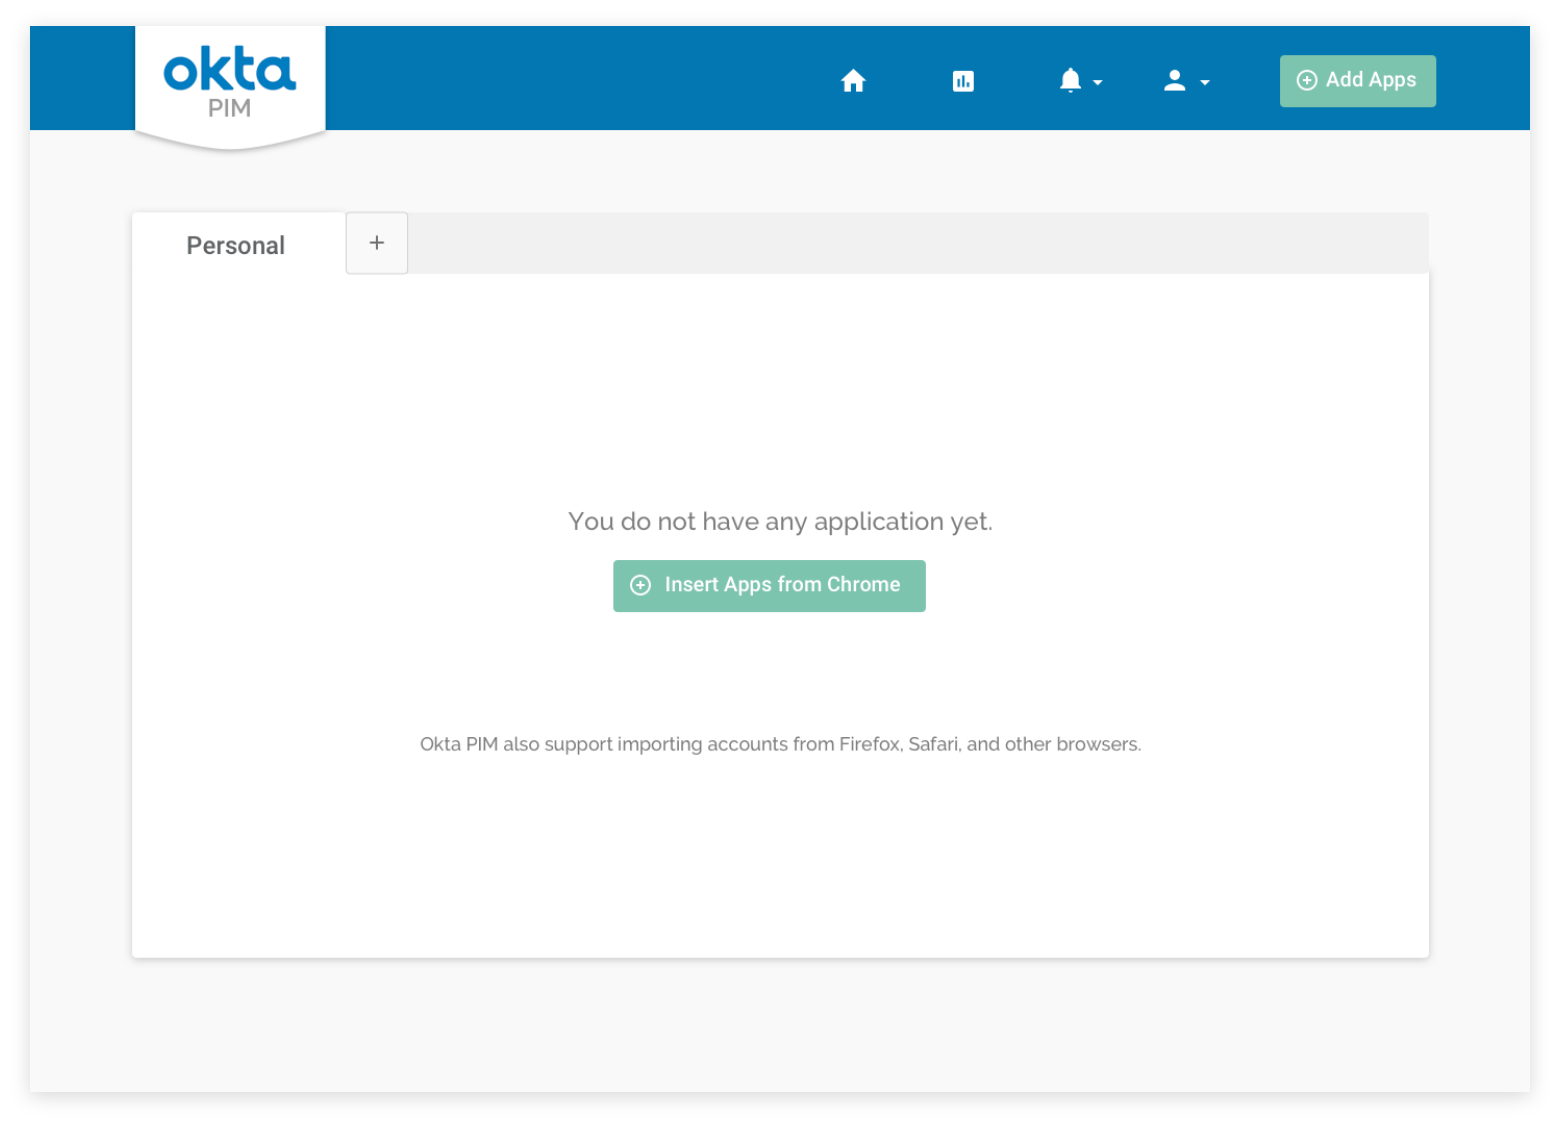 okta
PIM
Add Apps
Personal
+
You do not have any application yet.
Insert Apps from Chrome
Okta PIM also support importing accounts from Firefox, Safari, and other browsers.